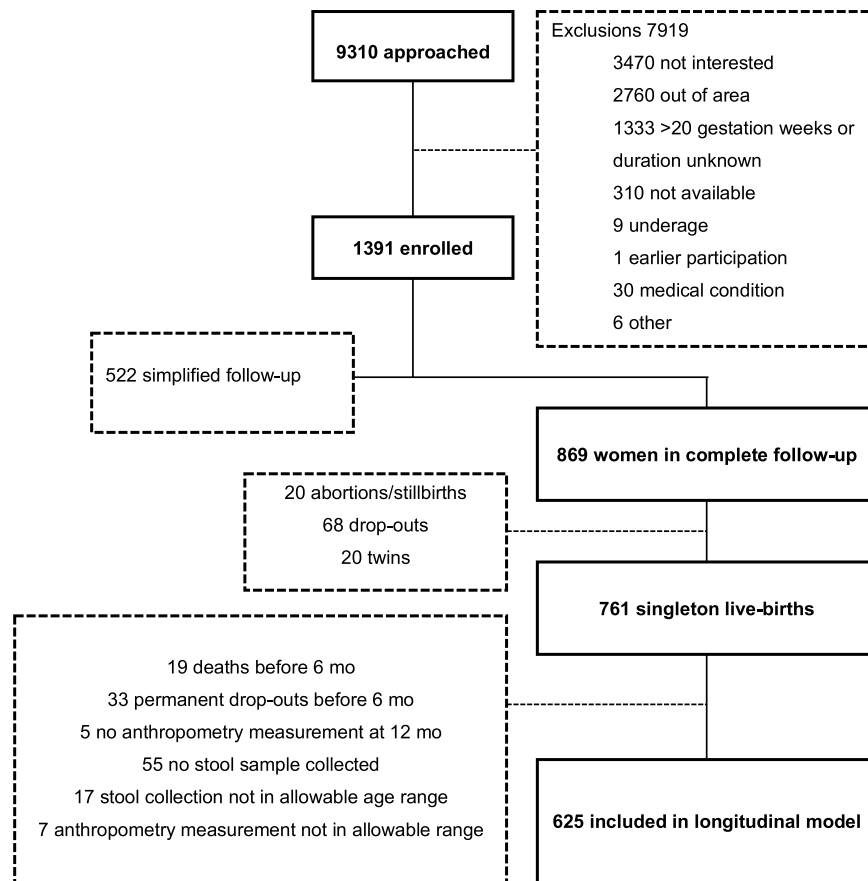 9310 approached
Exclusions 7919
3470 not interested
2760 out of area
1333 >20 gestation weeks or
duration unknown
310 not available
9 underage
1 earlier participation
30 medical condition
6 other
1391 enrolled
522 simplified follow-up
869 women in complete follow-up
20 abortions/stillbirths
68 drop-outs
20 twins
761 singleton live-births
19 deaths before 6 mo
33 permanent drop-outs before 6 mo
5 no anthropometry measurement at 12 mo
55 no stool sample collected
17 stool collection not in allowable age range
7 anthropometry measurement not in allowable range
625 included in longitudinal model